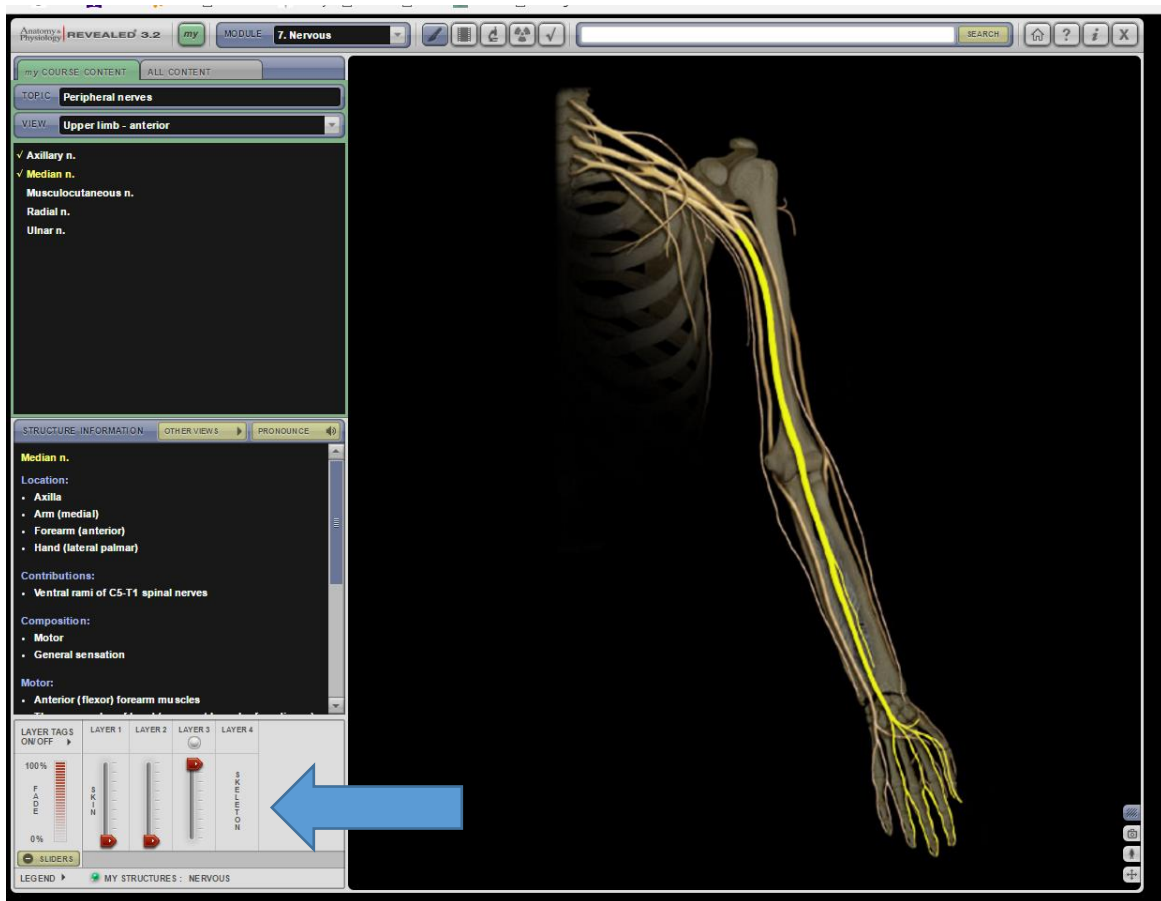 Anatomy & Physiology REVEALED 3.2 my MODULE 7. Nervous SEARCH ? i X
my COURSE CONTENT ALL CONTENT
TOPIC Peripheral nerves
VIEW Upper limb - anterior
√ Axillary n.
√ Median n.
Musculocutaneous n.
Radial n.
Ulnar n.
STRUCTURE INFORMATION OTHER VIEWS PRONOUNCE
Median n.
Location:
• Axilla
• Arm (medial)
• Forearm (anterior)
• Hand (lateral palmar)
Contributions:
• Ventral rami of C5-T1 spinal nerves
Composition:
• Motor
• General sensation
Motor:
• Anterior (flexor) forearm muscles
LAYER TAGS ON/OFF
LAYER 1 LAYER 2 LAYER 3 LAYER 4
100%
FADE
0%
SKIN
SKELETON
SLIDERS
LEGEND MY STRUCTURES : NERVOUS